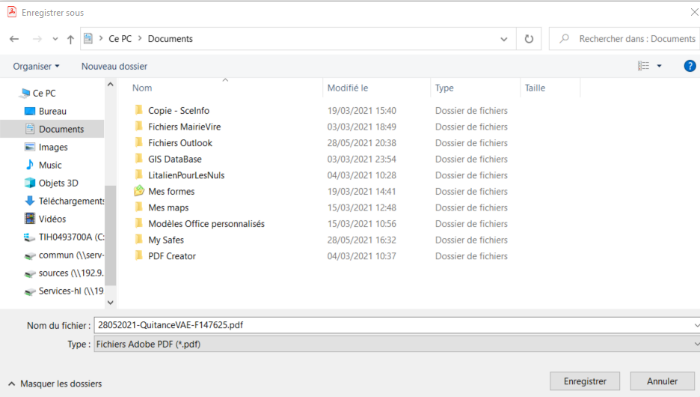 Enregistrer sous
Ce PC > Documents
Rechercher dans : Documents
Organiser Nouveau dossier
Nom Modifié le Type Taille
Ce PC
Bureau
Documents
Images
Music
Objets 3D
Téléchargements
Vidéos
TIH0493700A (C:
commun (\\serv-
sources (\\192.9.
Services-hl (\\19
Copie - SceInfo 19/03/2021 15:40 Dossier de fichiers
Fichiers MairieVire 03/03/2021 18:49 Dossier de fichiers
Fichiers Outlook 28/05/2021 20:38 Dossier de fichiers
GIS DataBase 03/03/2021 23:54 Dossier de fichiers
LitalienPourLesNuls 04/03/2021 10:28 Dossier de fichiers
Mes formes 19/03/2021 14:41 Dossier de fichiers
Mes maps 15/03/2021 12:48 Dossier de fichiers
Modèles Office personnalisés 15/03/2021 10:56 Dossier de fichiers
My Safes 28/05/2021 16:32 Dossier de fichiers
PDF Creator 04/03/2021 10:37 Dossier de fichiers
Nom du fichier : 28052021-QuitanceVAE-F147625.pdf
Type : Fichiers Adobe PDF (*.pdf)
Masquer les dossiers
Enregistrer Annuler